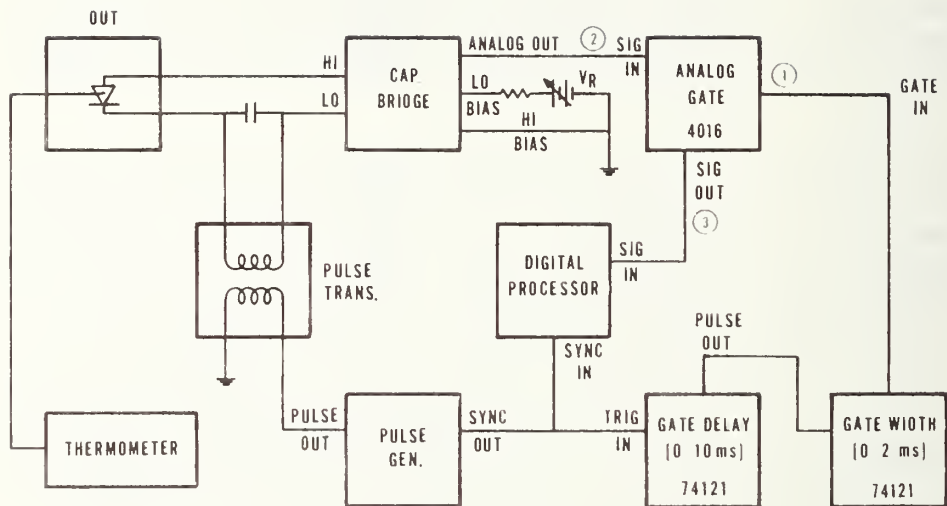 OUT
HI
LO
CAP
BRIDGE
ANALOG OUT
2
SIG
IN
LO
BIAS
VR
HI
BIAS
ANALOG
GATE
4016
1
GATE
IN
SIG
OUT
3
PULSE
TRANS.
DIGITAL
PROCESSOR
SIG
IN
SYNC
IN
PULSE
OUT
THERMOMETER
PULSE
OUT
PULSE
GEN.
SYNC
OUT
TRIG
IN
GATE DELAY
(0 10 ms)
74121
GATE WIOTH
(0 2 ms)
74121